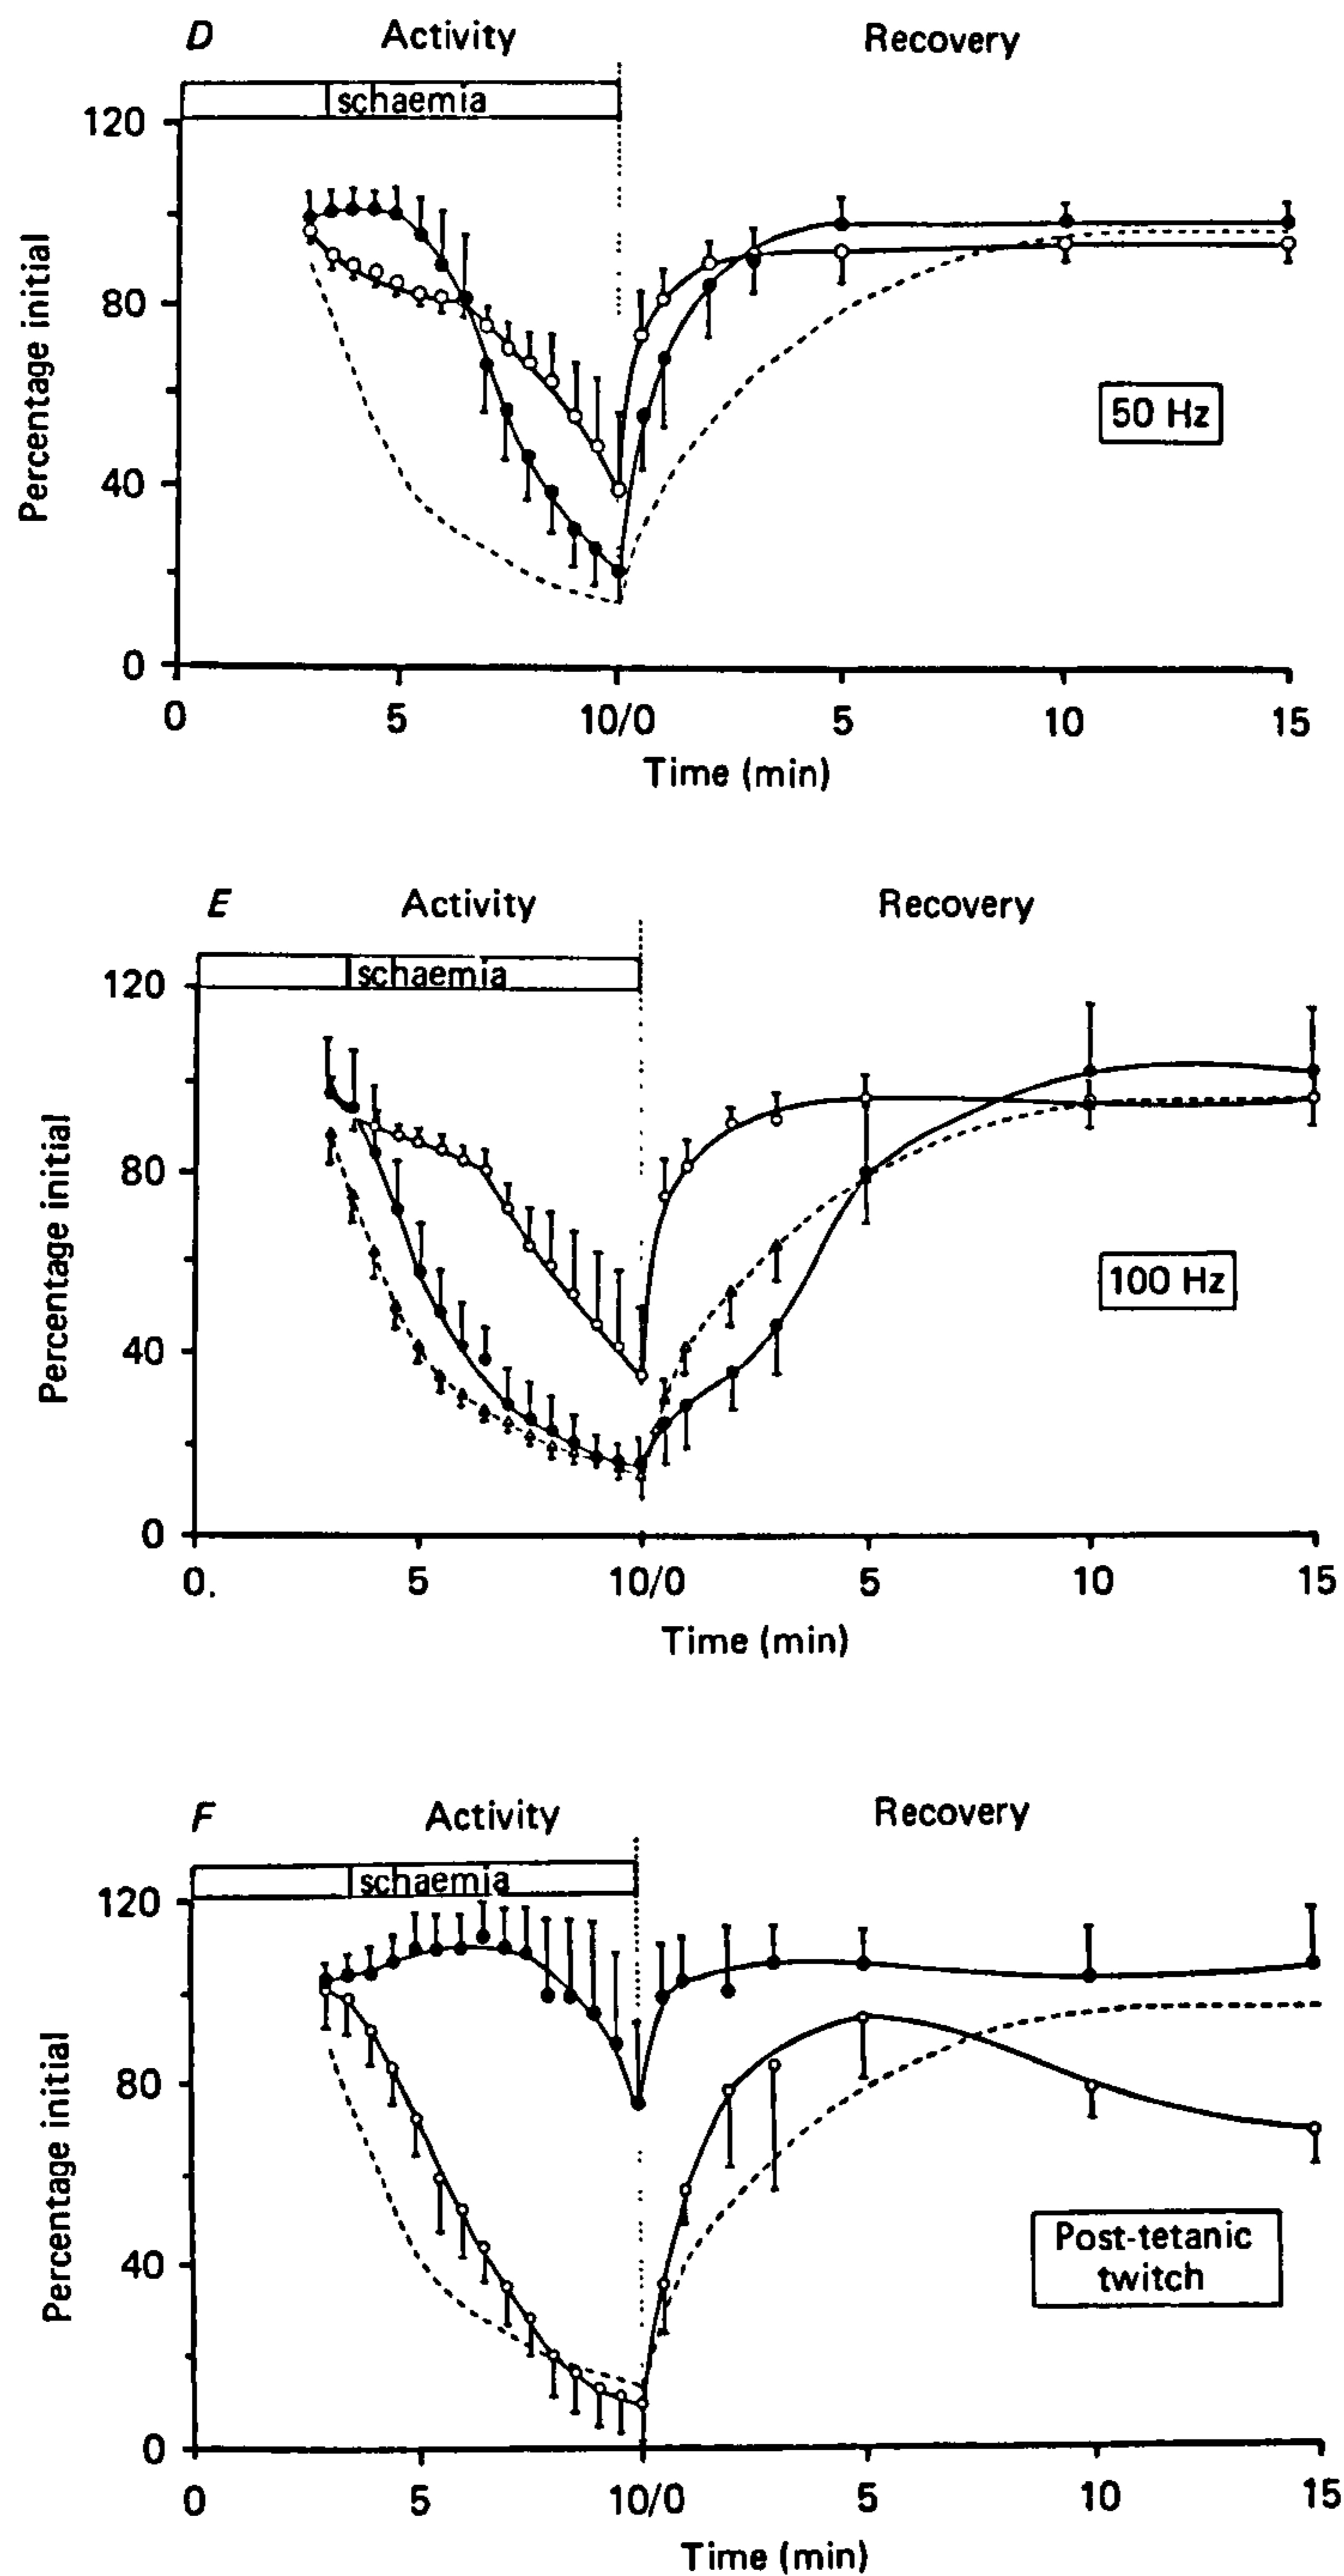 D Activity Recovery
Ischaemia
120
80
40
0
Percentage initial
50 Hz
0 5 10/0 5 10 15
Time (min)
E Activity Recovery
Ischaemia
120
80
40
0
Percentage initial
100 Hz
0. 5 10/0 5 10 15
Time (min)
F Activity Recovery
Ischaemia
120
80
40
0
Percentage initial
Post-tetanic
twitch
0 5 10/0 5 10 15
Time (min)